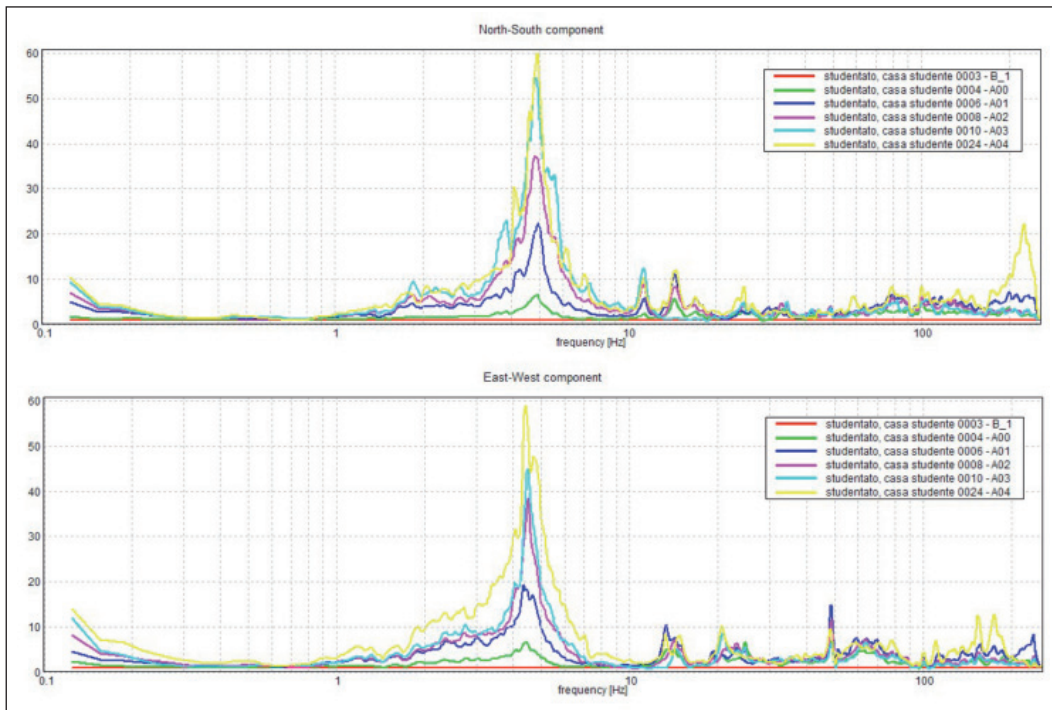 North-South component
60
50
40
30
20
10
0
0.1 1 10 100
frequency [Hz]
studentato, casa studente 0003 - B_1
studentato, casa studente 0004 - A00
studentato, casa studente 0006 - A01
studentato, casa studente 0008 - A02
studentato, casa studente 0010 - A03
studentato, casa studente 0024 - A04
East-West component
60
50
40
30
20
10
0
0.1 1 10 100
frequency [Hz]
studentato, casa studente 0003 - B_1
studentato, casa studente 0004 - A00
studentato, casa studente 0006 - A01
studentato, casa studente 0008 - A02
studentato, casa studente 0010 - A03
studentato, casa studente 0024 - A04